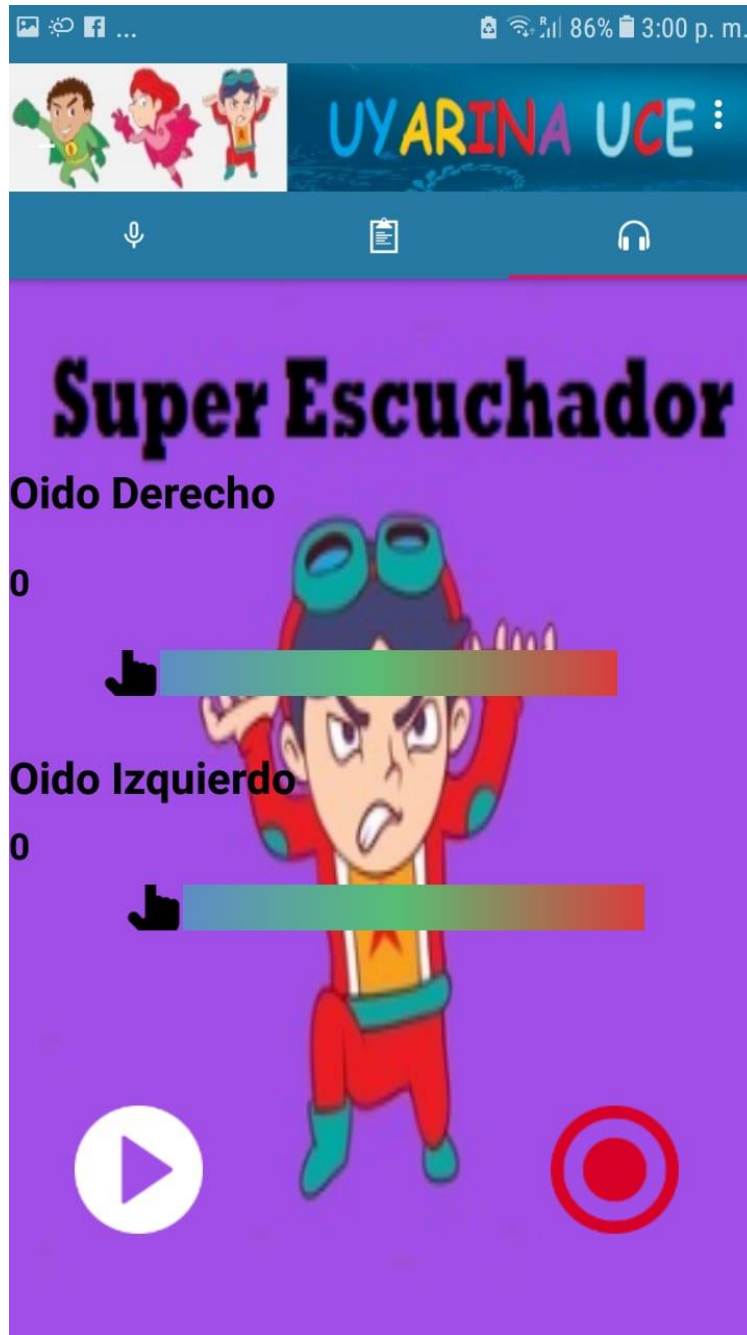 ... 86% 3:00 p. m.
UYARINA UCE
Super Escuchador
Oido Derecho
0
Oido Izquierdo
0